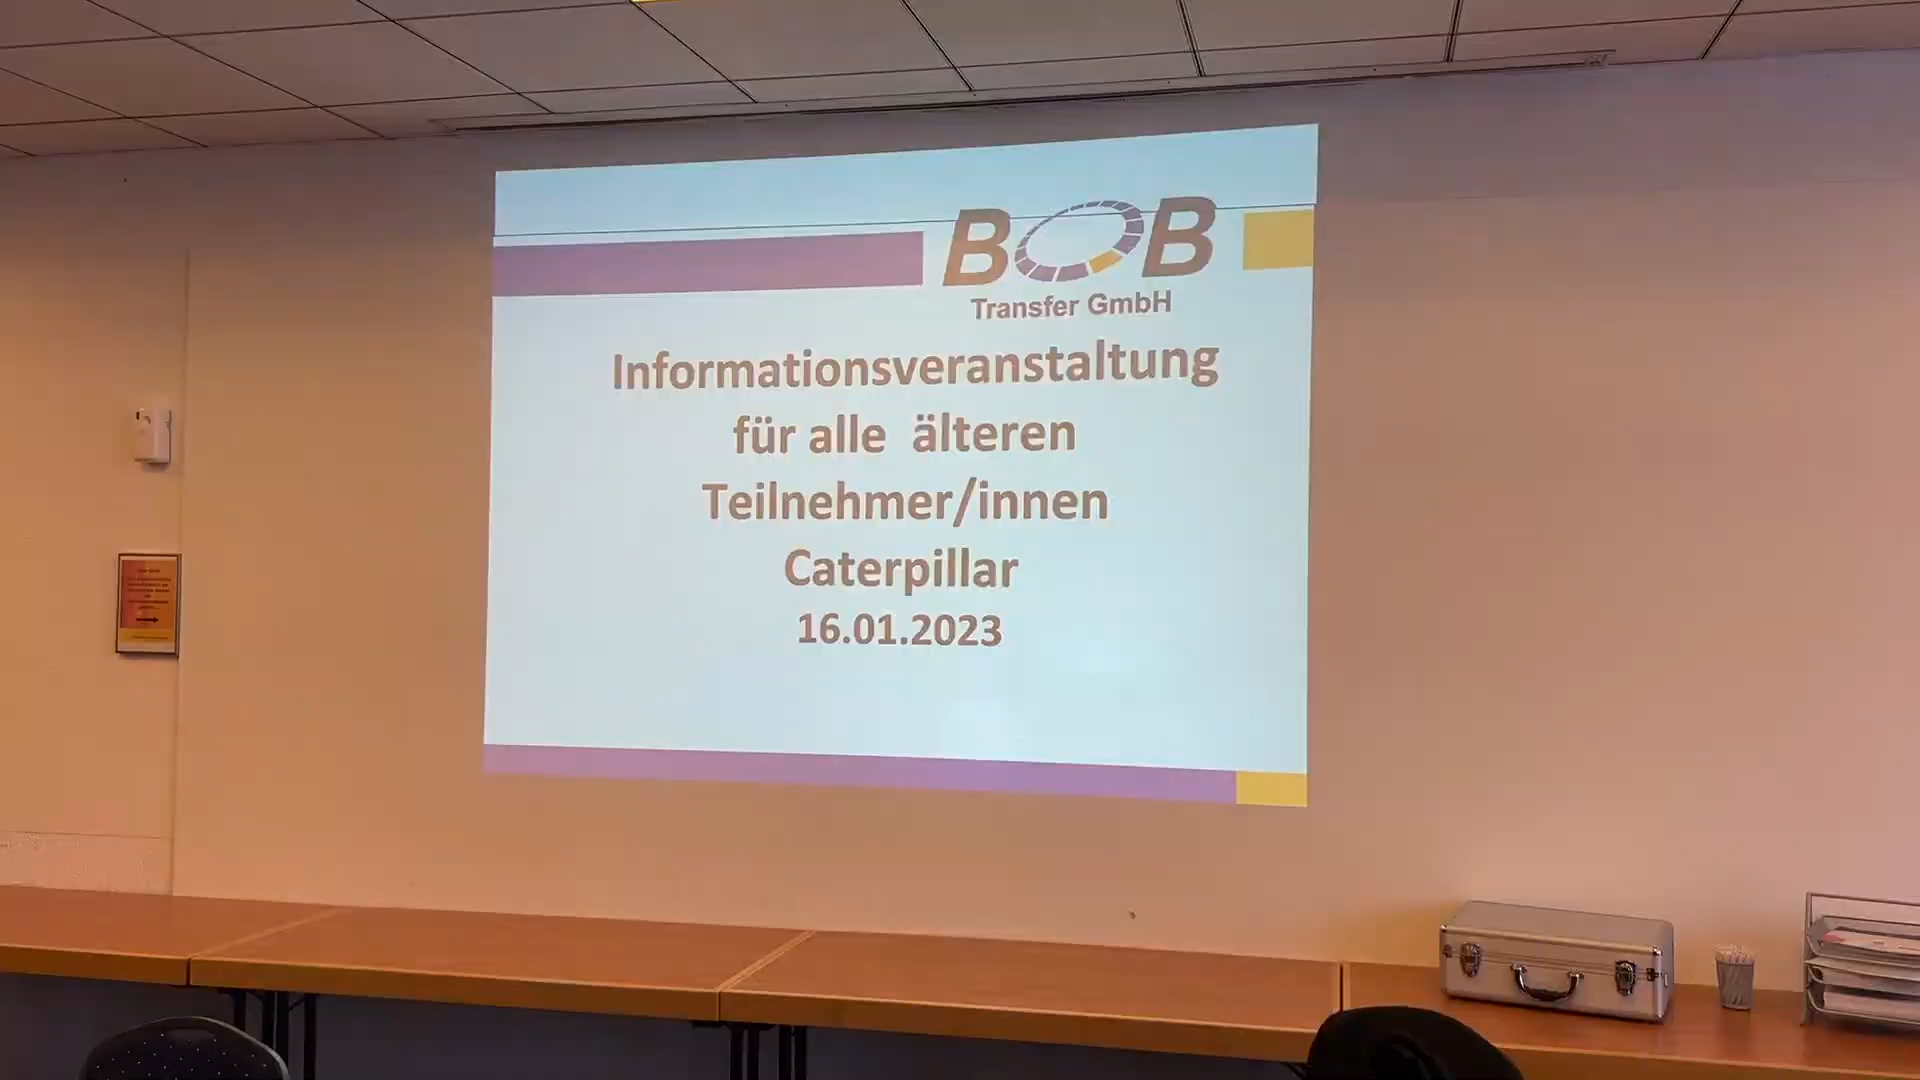 BOB
Transfer GmbH
Informationsveranstaltung
für alle älteren
Teilnehmer/innen
Caterpillar
16.01.2023